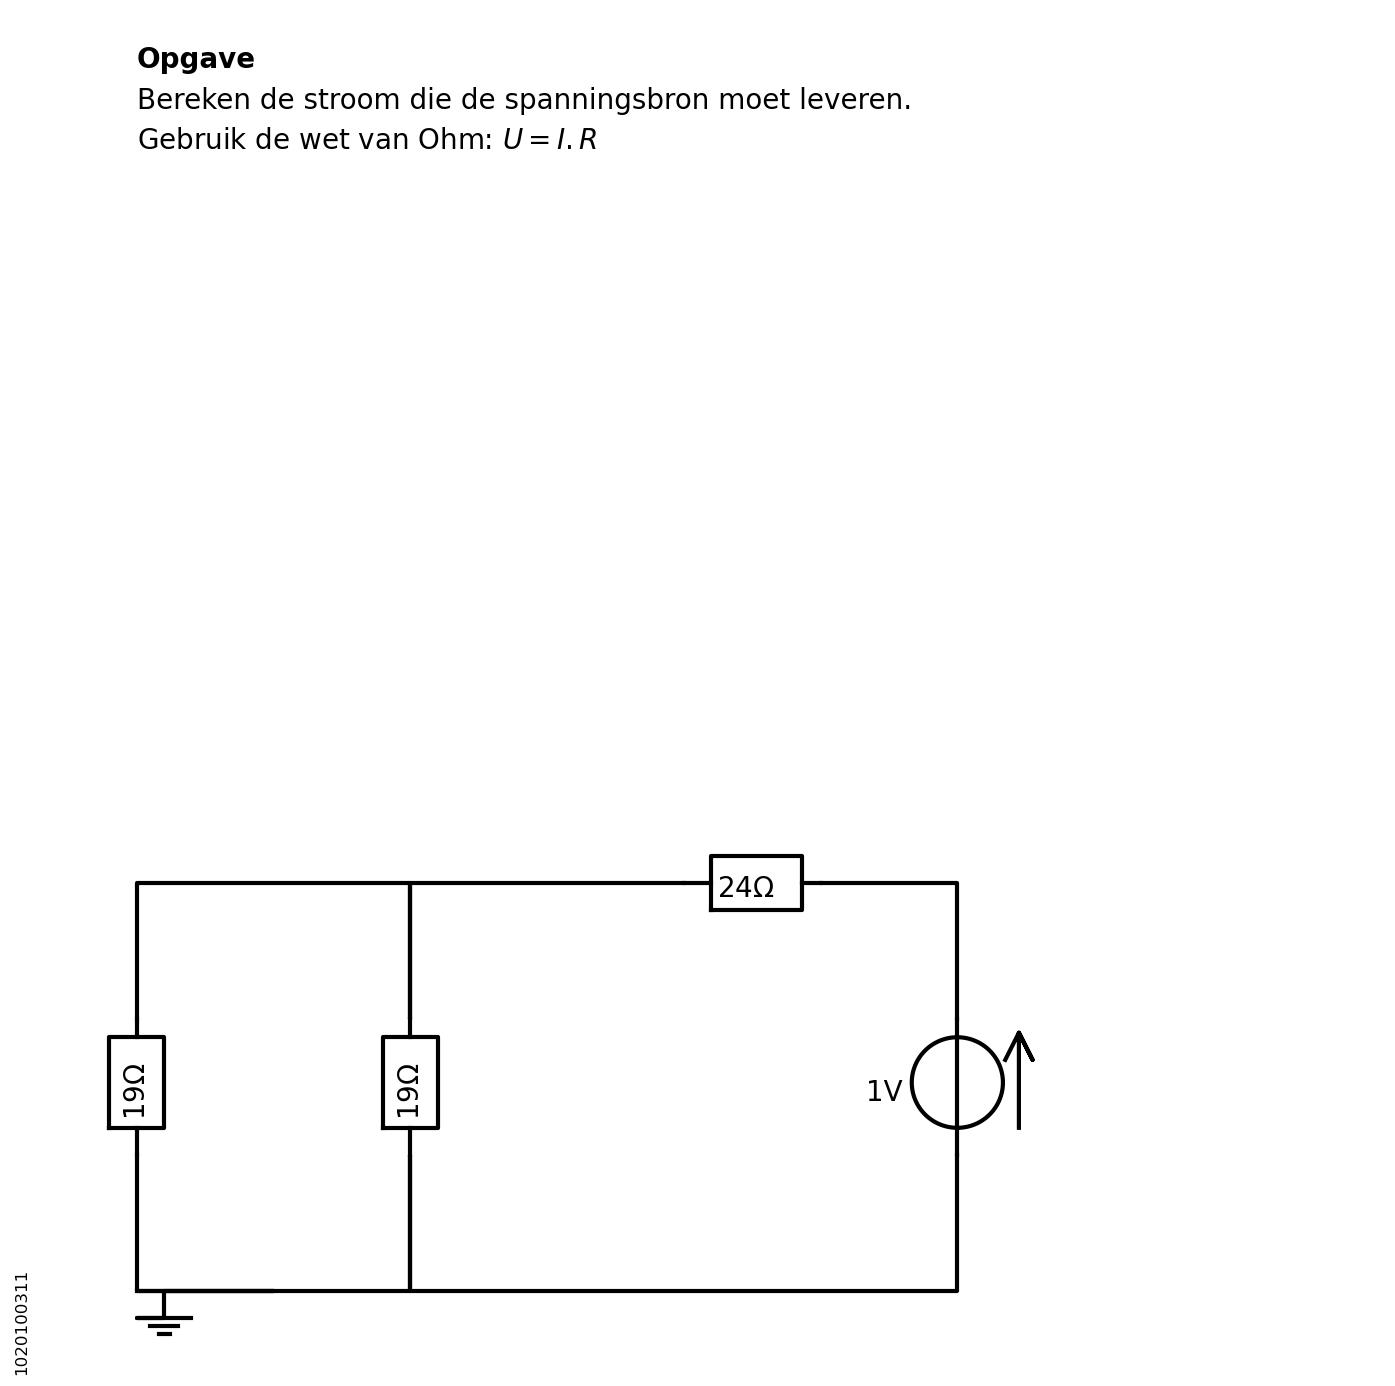 Opgave
Bereken de stroom die de spanningsbron moet leveren.
Gebruik de wet van Ohm: U = I . R
24Ω
19Ω
19Ω
1V
1020100311